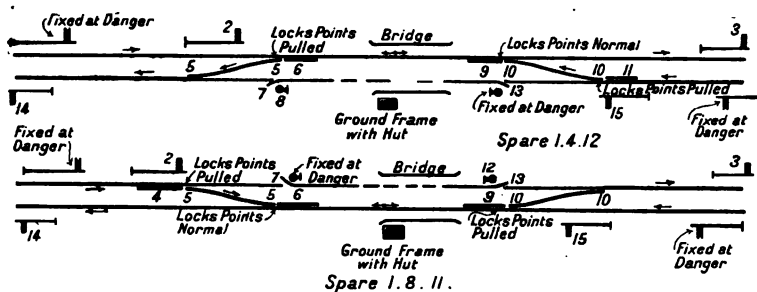 Fixed at Danger
2
Locks Points Pulled
Bridge
Locks Points Normal
3
5
5 6
9 10
10 11
14
7
8
13
Fixed at Danger
Locks Points Pulled
15
Ground Frame with Hut
Fixed at Danger
Spare 1.4.12
Fixed at Danger
2
Locks Points Pulled
7
Fixed at Danger
Bridge
12
13
3
4
5
5
6
9
10
10
14
Locks Points Normal
Locks Points Pulled
15
Ground Frame with Hut
Fixed at Danger
Spare 1.8.11.